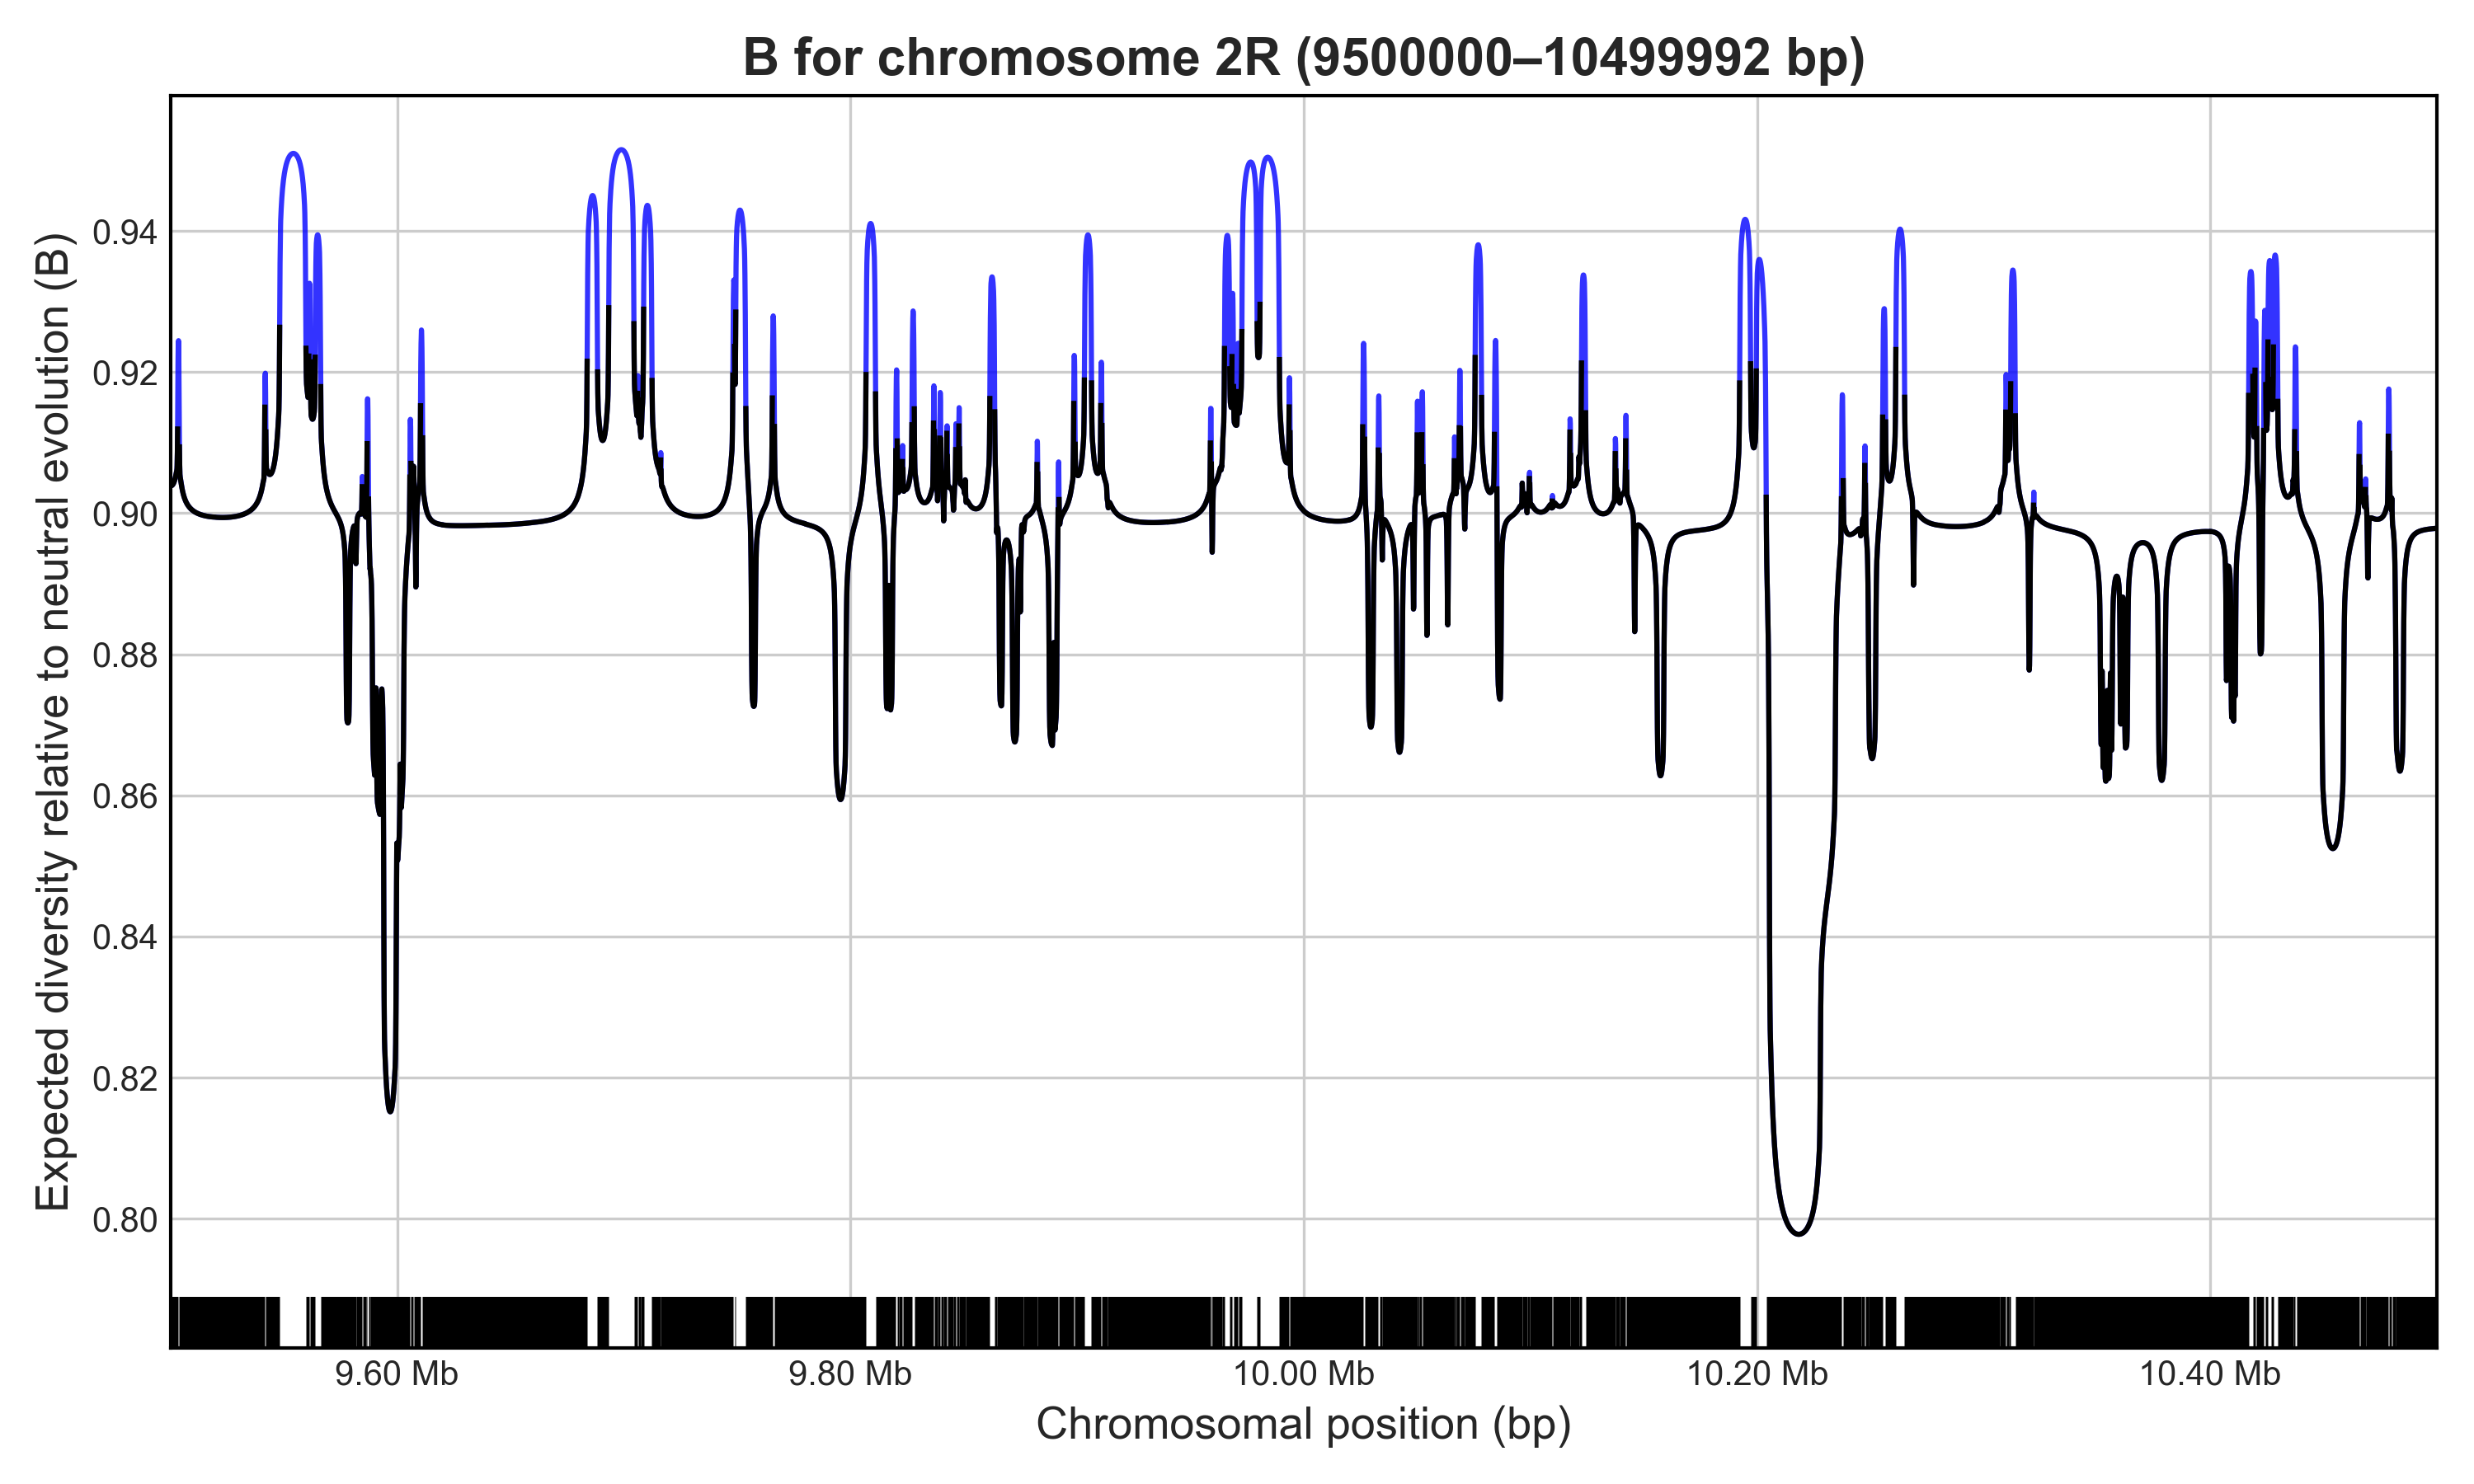 B for chromosome 2R (9500000–10499992 bp)
Expected diversity relative to neutral evolution (B)
0.94
0.92
0.90
0.88
0.86
0.84
0.82
0.80
9.60 Mb 9.80 Mb 10.00 Mb 10.20 Mb 10.40 Mb
Chromosomal position (bp)